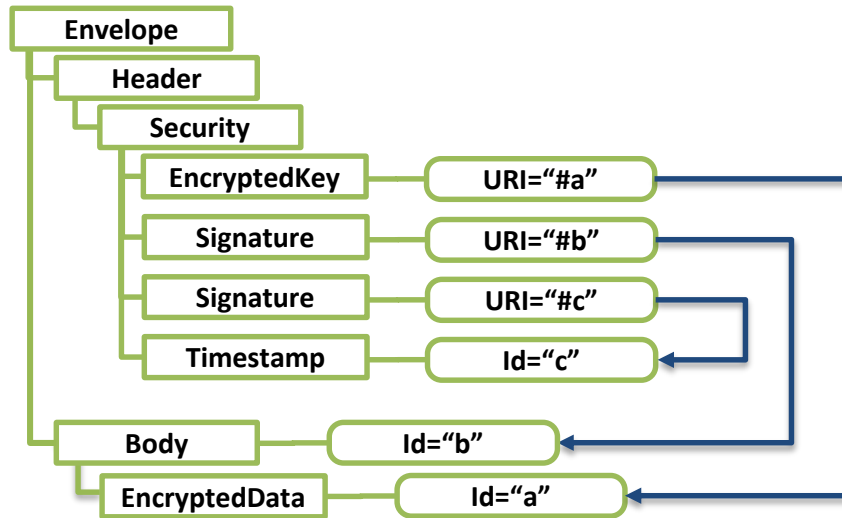 Envelope
Header
Security
EncryptedKey URI=“#a”
Signature URI=“#b”
Signature URI=“#c”
Timestamp Id=“c”
Body Id=“b”
EncryptedData Id=“a”